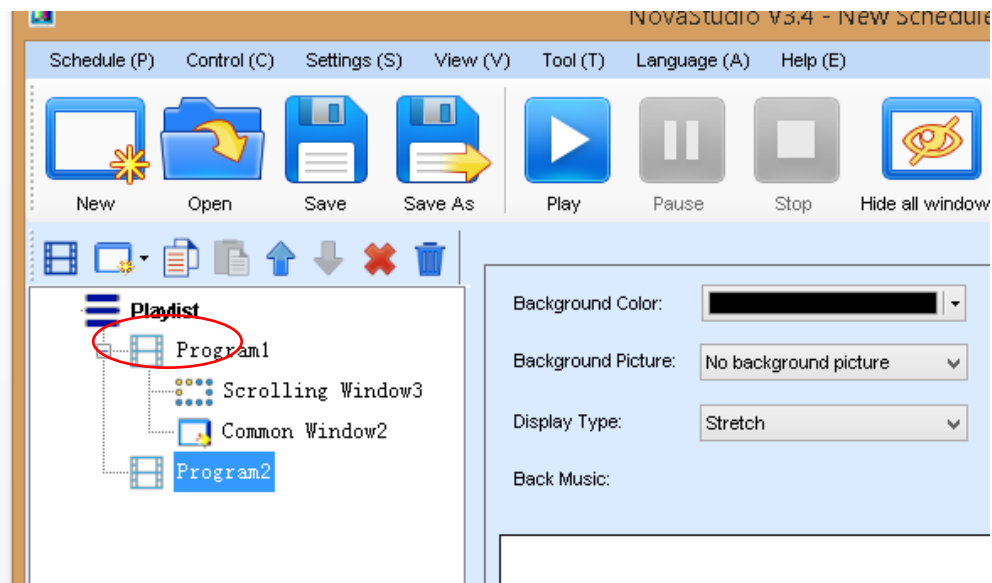 NovaStudio V3.4 - New Schedule
Schedule (P) Control (C) Settings (S) View (V) Tool (T) Language (A) Help (E)
New Open Save Save As Play Pause Stop Hide all window
Playlist
Program1
Scrolling Window3
Common Window2
Program2
Background Color:
Background Picture: No background picture
Display Type: Stretch
Back Music: